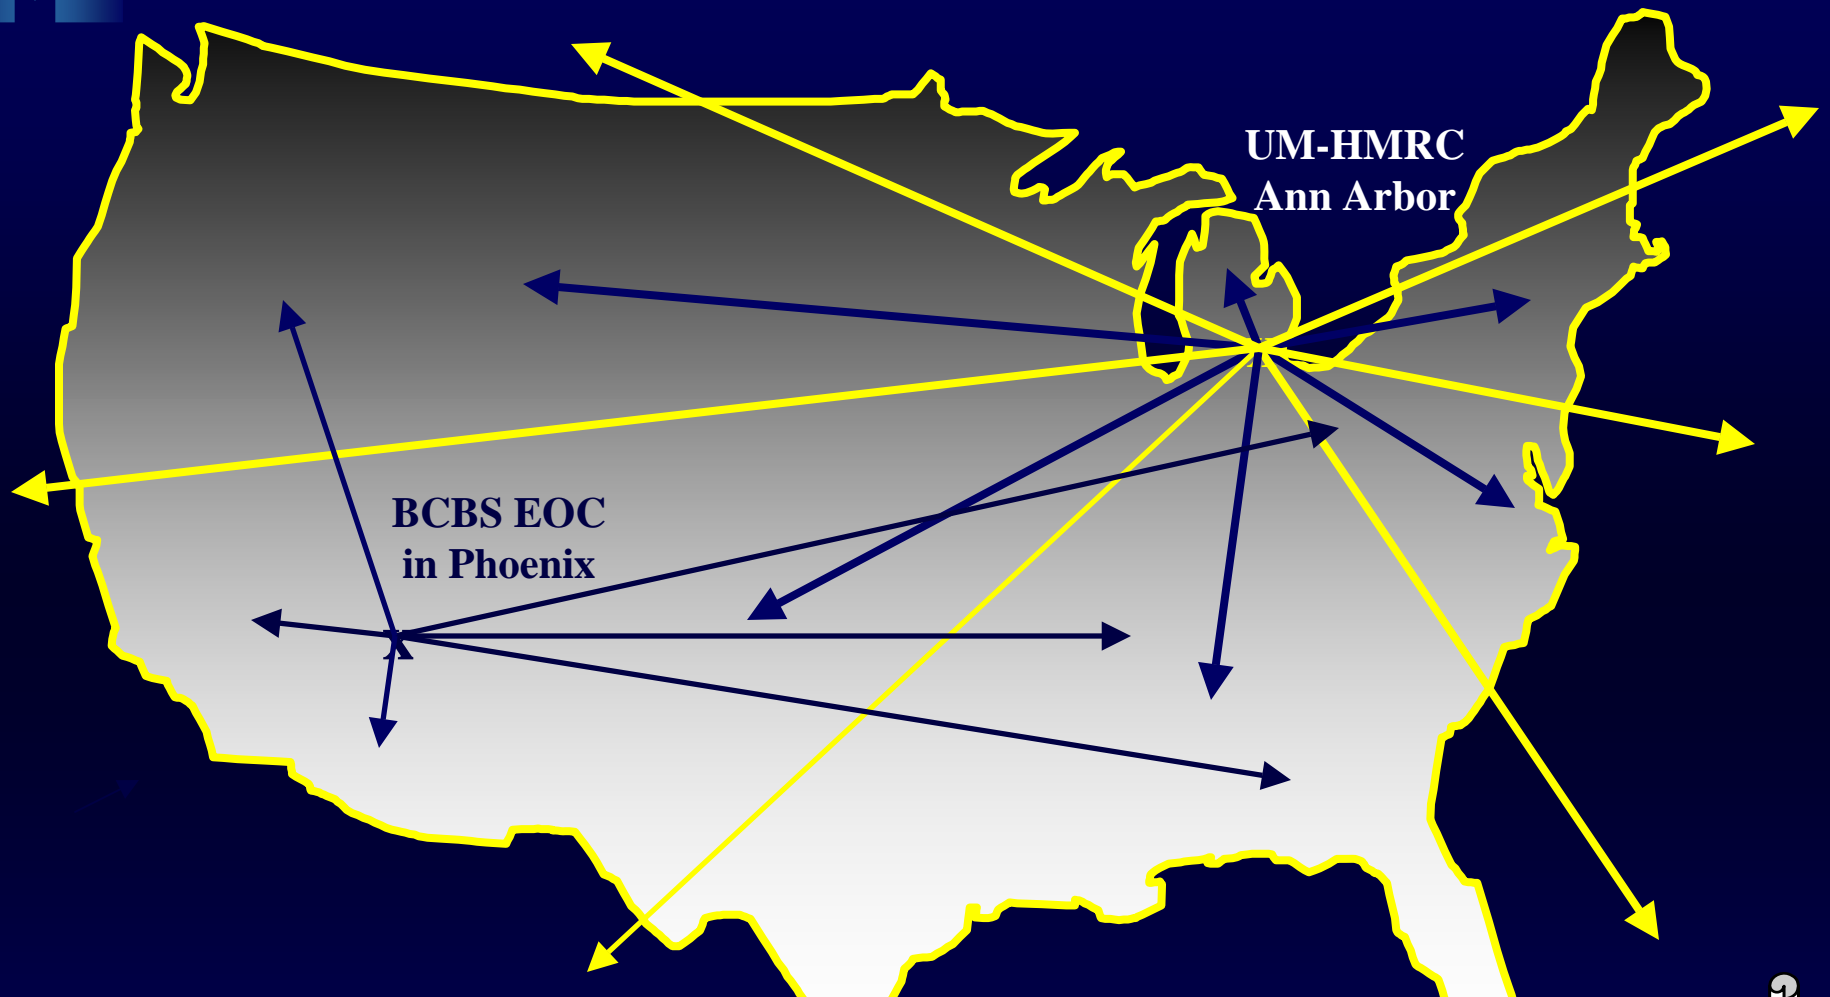 UM-HMRC
Ann Arbor
BCBS EOC
in Phoenix
X